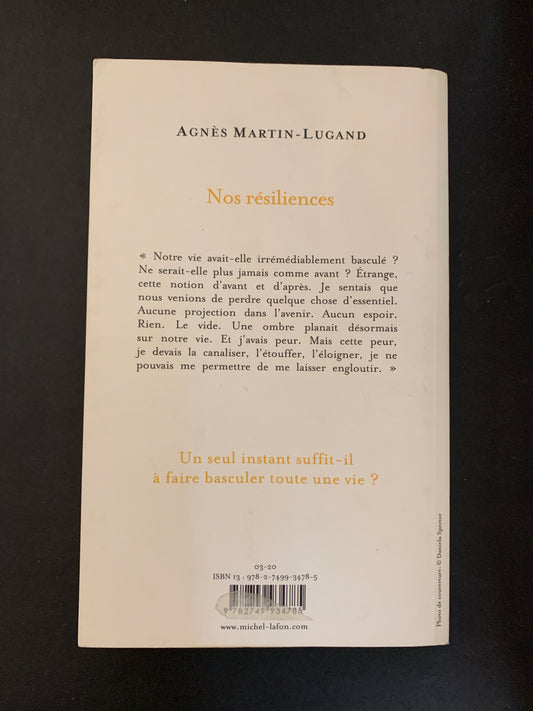 AGNÈS MARTIN-LUGAND
Nos résiliences
« Notre vie avait-elle irrémédiablement basculé ?
Ne serait-elle plus jamais comme avant ? Étrange,
cette notion d'avant et d'après. Je sentais que
nous venions de perdre quelque chose d'essentiel.
Aucune projection dans l'avenir. Aucun espoir.
Rien. Le vide. Une ombre planait désormais
sur notre vie. Et j'avais peur. Mais cette peur,
je devais la canaliser, l'étouffer, l'éloigner, je ne
pouvais me permettre de me laisser engloutir. »
Un seul instant suffit-il
à faire basculer toute une vie ?
03-20
ISBN 13 : 978-2-7499-3478-5
9 782749 934785
www.michel-lafon.com
Photo de couverture : © Daniela Spector